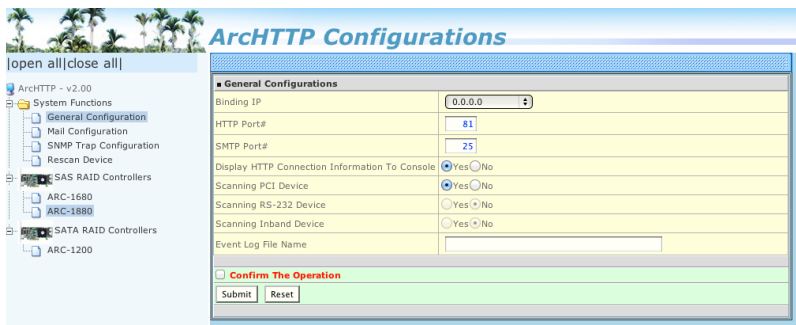 ArcHTTP Configurations
|open all|close all|
ArcHTTP - v2.00
System Functions
General Configuration
Mail Configuration
SNMP Trap Configuration
Rescan Device
SAS RAID Controllers
ARC-1680
ARC-1880
SATA RAID Controllers
ARC-1200
General Configurations
Binding IP 0.0.0.0
HTTP Port# 81
SMTP Port# 25
Display HTTP Connection Information To Console Yes No
Scanning PCI Device Yes No
Scanning RS-232 Device Yes No
Scanning Inband Device Yes No
Event Log File Name
Confirm The Operation
Submit Reset